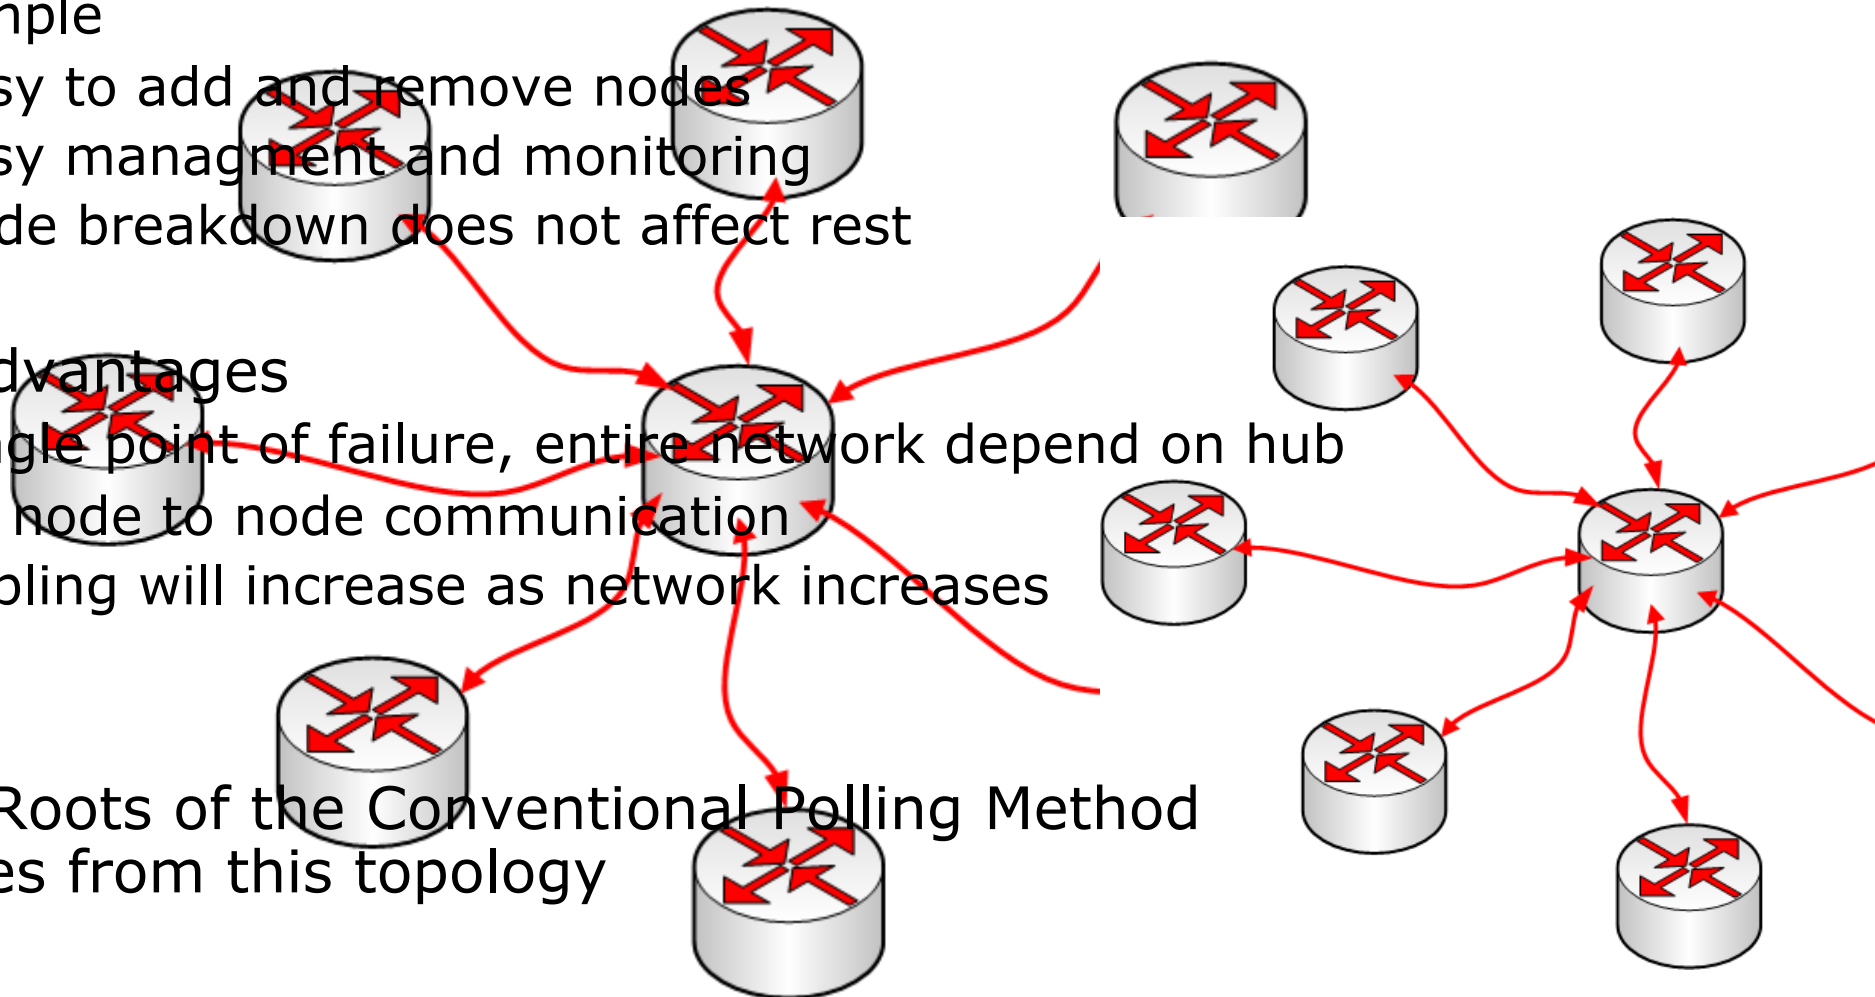 nple
sy to add and remove nodes
sy managment and monitoring
de breakdown does not affect rest
dvantages
gle point of failure, entire network depend on hub
node to node communication
bling will increase as network increases
Roots of the Conventional Polling Method
es from this topology